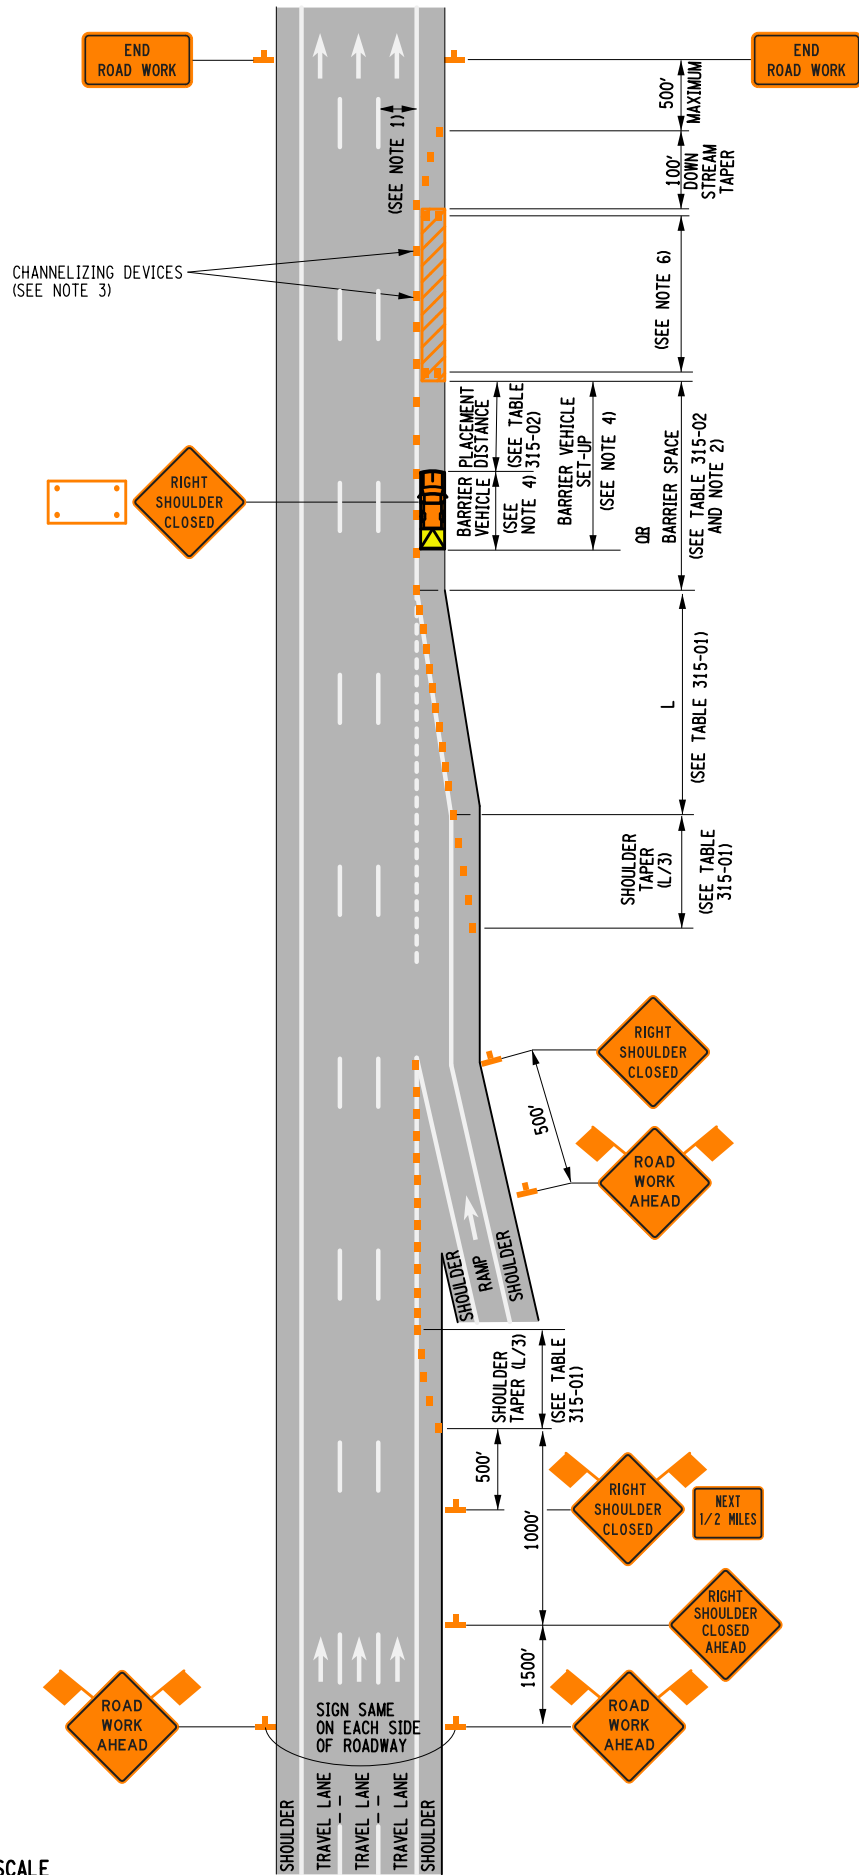 END
ROAD WORK
END
ROAD WORK
500'
MAXIMUM
(SEE NOTE 1)
100'
DOWN
STREAM
TAPER
CHANNELIZING DEVICES
(SEE NOTE 3)
(SEE NOTE 6)
BARRIER VEHICLE
PLACEMENT DISTANCE
(SEE NOTE 4)
(SEE TABLE 315-02)
BARRIER VEHICLE
SET-UP
(SEE NOTE 4)
OR
BARRIER SPACE
(SEE TABLE 315-02
AND NOTE 2)
RIGHT
SHOULDER
CLOSED
L
(SEE TABLE 315-01)
SHOULDER
TAPER
(L/3)
(SEE TABLE
315-01)
RIGHT
SHOULDER
CLOSED
500'
ROAD
WORK
AHEAD
SHOULDER
RAMP
SHOULDER
SHOULDER
TAPER (L/3)
(SEE TABLE
315-01)
500'
1000'
RIGHT
SHOULDER
CLOSED
NEXT
1/2 MILES
RIGHT
SHOULDER
CLOSED
AHEAD
1500'
ROAD
WORK
AHEAD
SIGN SAME
ON EACH SIDE
OF ROADWAY
ROAD
WORK
AHEAD
SHOULDER
TRAVEL LANE
TRAVEL LANE
TRAVEL LANE
SHOULDER
SCALE